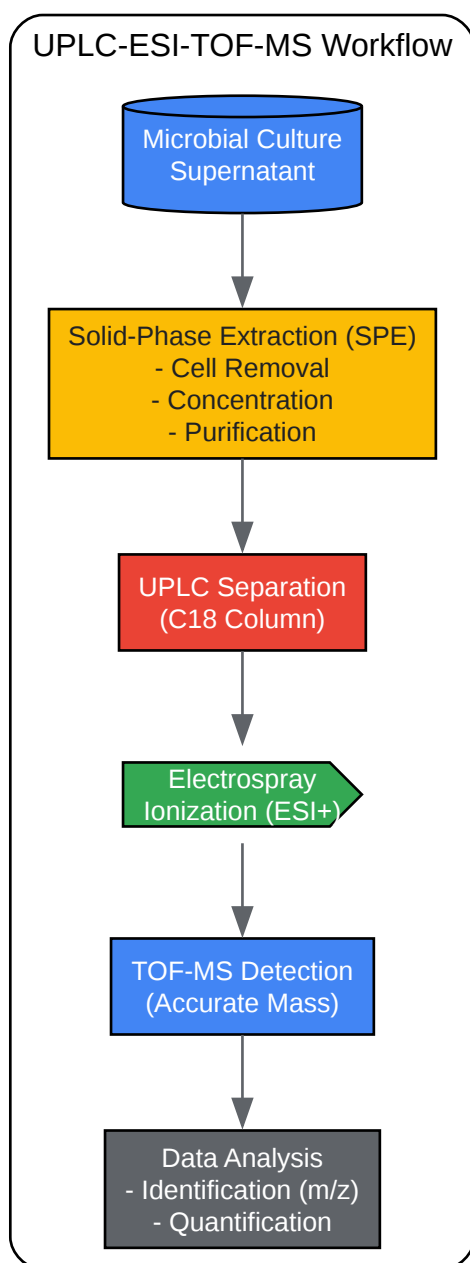 UPLC-ESI-TOF-MS Workflow
Microbial Culture
Supernatant
Solid-Phase Extraction (SPE)
- Cell Removal
- Concentration
- Purification
UPLC Separation
(C18 Column)
Electrospray
Ionization (ESI+)
TOF-MS Detection
(Accurate Mass)
Data Analysis
- Identification (m/z)
- Quantification